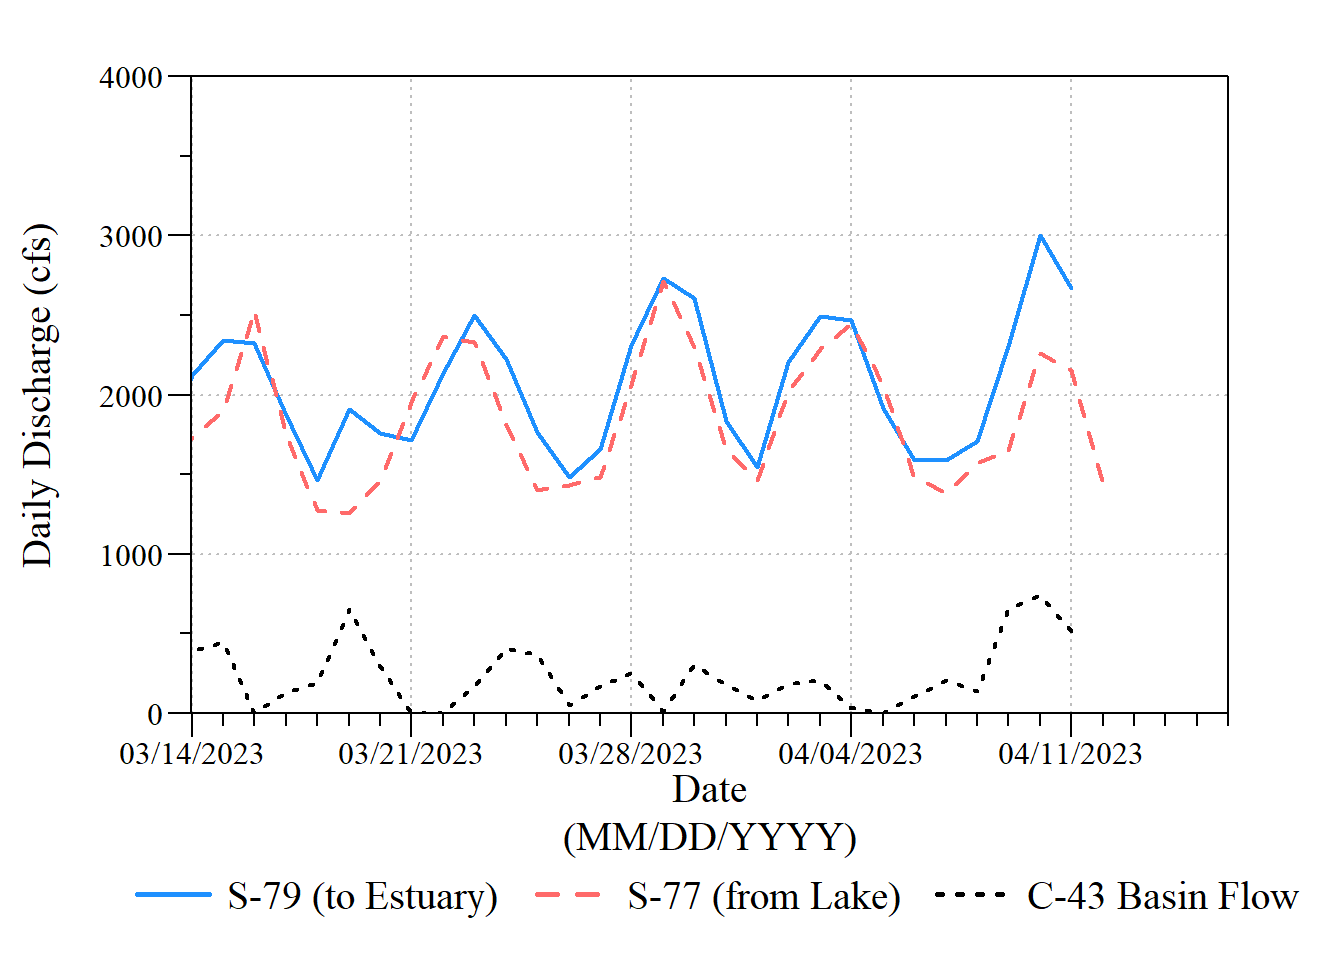 4000
3000
2000
1000
0
Daily Discharge (cfs)
03/14/2023 03/21/2023 03/28/2023 04/04/2023 04/11/2023
Date
(MM/DD/YYYY)
S-79 (to Estuary) S-77 (from Lake) C-43 Basin Flow